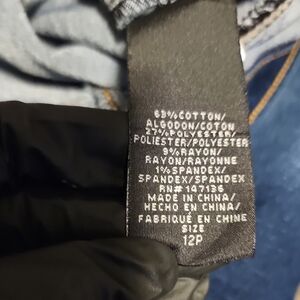 63%COTTON/
ALGODON/COTON
27%POLYESTER/
POLIESTER/POLYESTER
9%RAYON/
RAYON/RAYONNE
1%SPANDEX/
SPANDEX/SPANDEX
RN# 147136
MADE IN CHINA/
HECHO EN CHINA/
FABRIQUÉ EN CHINE
SIZE
12P